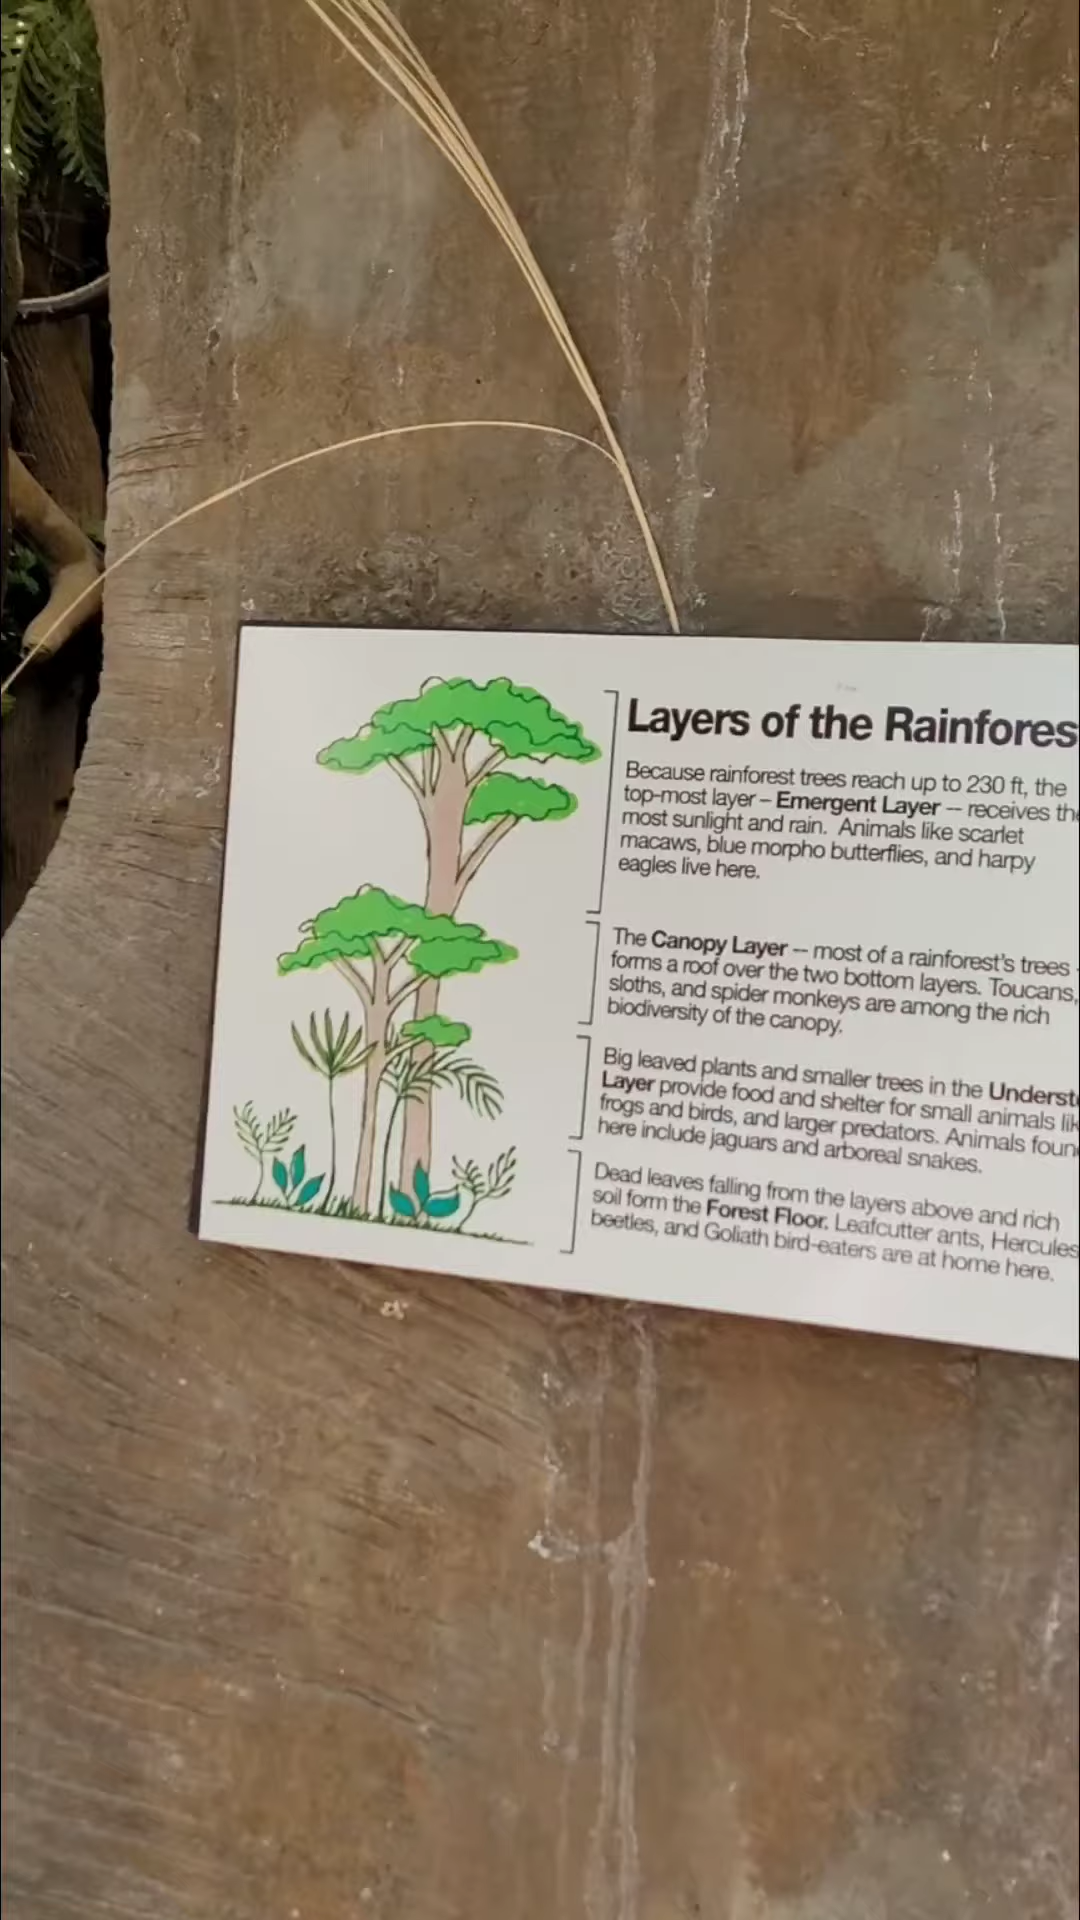 Layers of the Rainfores
Because rainforest trees reach up to 230 ft, the
top-most layer – Emergent Layer -- receives the
most sunlight and rain. Animals like scarlet
macaws, blue morpho butterflies, and harpy
eagles live here.
The Canopy Layer -- most of a rainforest's trees -
forms a roof over the two bottom layers. Toucans,
sloths, and spider monkeys are among the rich
biodiversity of the canopy.
Big leaved plants and smaller trees in the Underst
Layer provide food and shelter for small animals lik
frogs and birds, and larger predators. Animals foun
here include jaguars and arboreal snakes.
Dead leaves falling from the layers above and rich
soil form the Forest Floor. Leafcutter ants, Hercules
beetles, and Goliath bird-eaters are at home here.